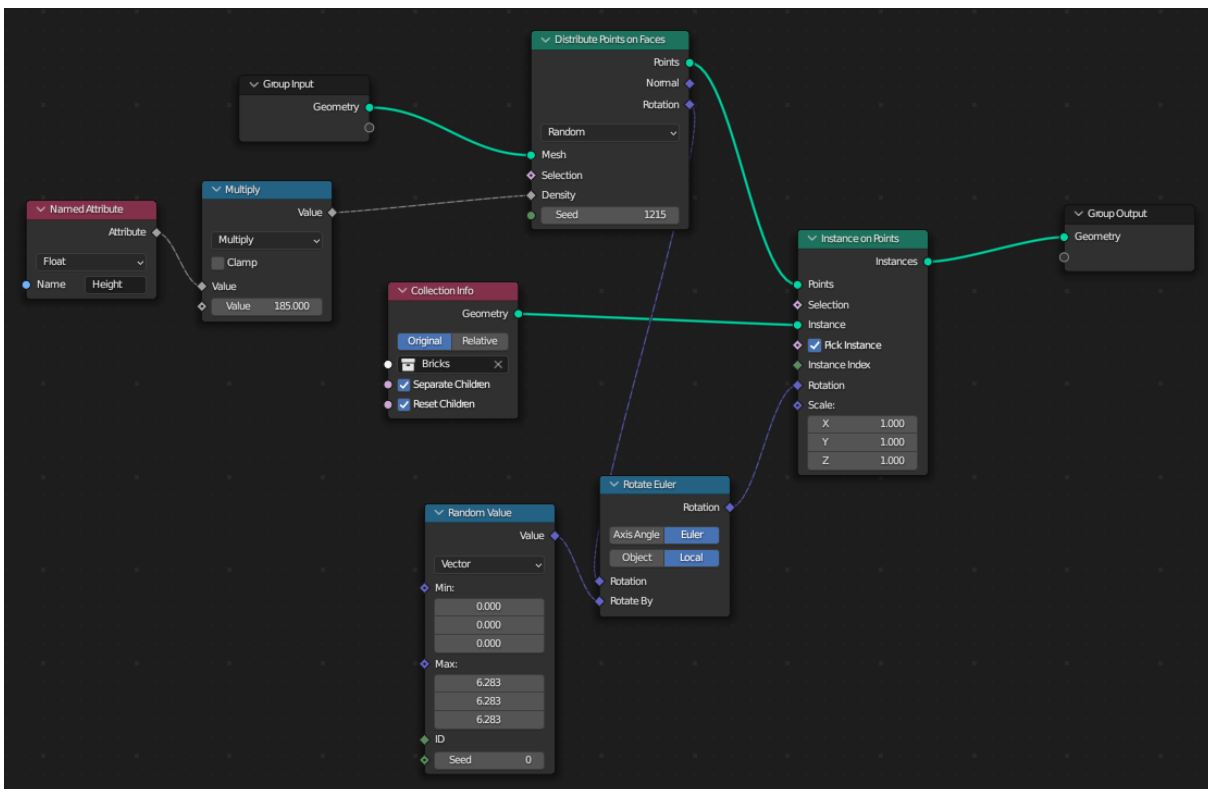 Distribute Points on Faces
Points
Normal
Rotation
Random
Mesh
Selection
Density
Seed 1215
Group Input
Geometry
Multiply
Value
Multiply
Clamp
Value
Value 185.000
Named Attribute
Attribute
Float
Name Height
Collection Info
Geometry
Original Relative
Bricks
Separate Children
Reset Children
Instance on Points
Instances
Points
Selection
Instance
Pick Instance
Instance Index
Rotation
Scale:
X 1.000
Y 1.000
Z 1.000
Group Output
Geometry
Rotate Euler
Rotation
Axis Angle Euler
Object Local
Rotation
Rotate By
Random Value
Value
Vector
Min:
0.000
0.000
0.000
Max:
6.283
6.283
6.283
ID
Seed 0